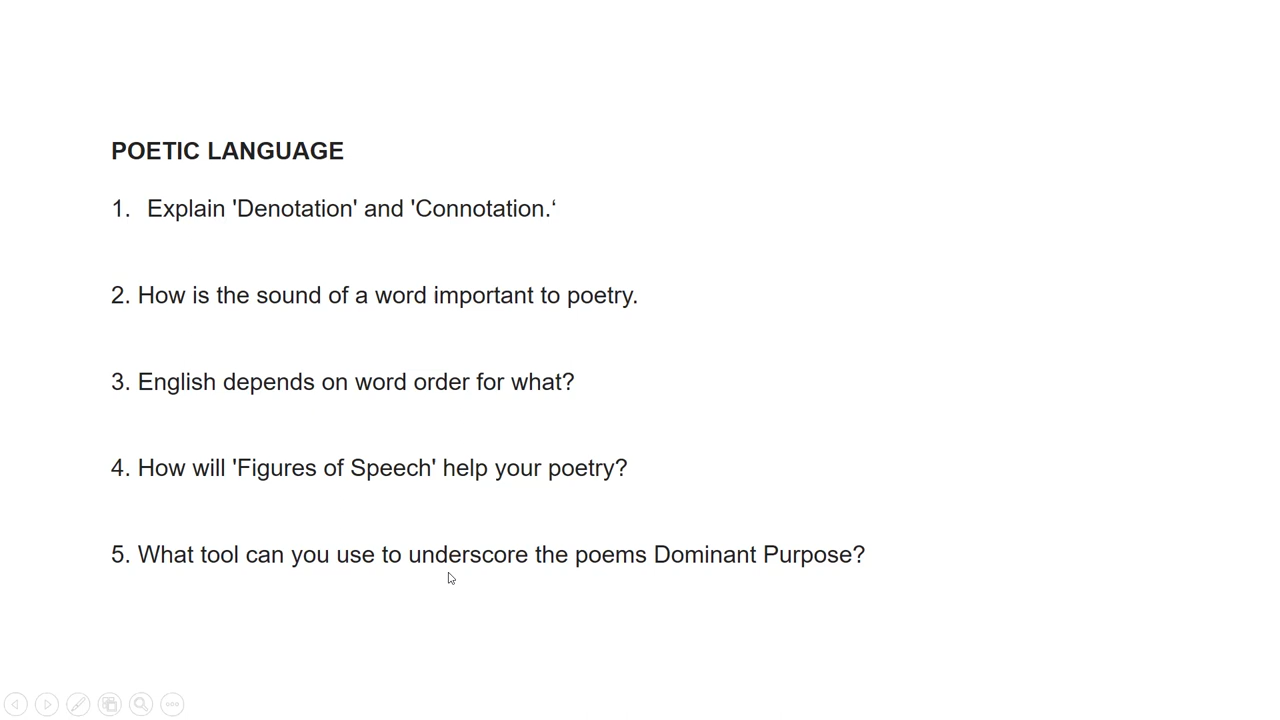 POETIC LANGUAGE
1. Explain 'Denotation' and 'Connotation.‘
2. How is the sound of a word important to poetry.
3. English depends on word order for what?
4. How will 'Figures of Speech' help your poetry?
5. What tool can you use to underscore the poems Dominant Purpose?